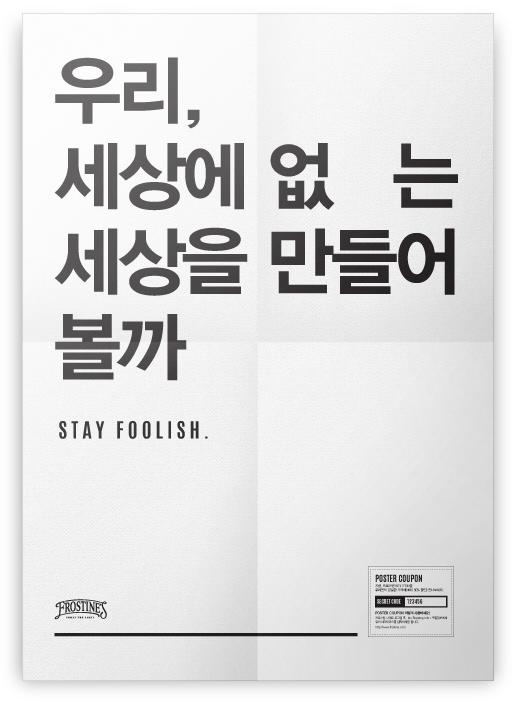 우리,
세상에 없 는
세상을 만들어
볼까
STAY FOOLISH.
FROSTINES
POSTER COUPON
SECRET CODE 123456